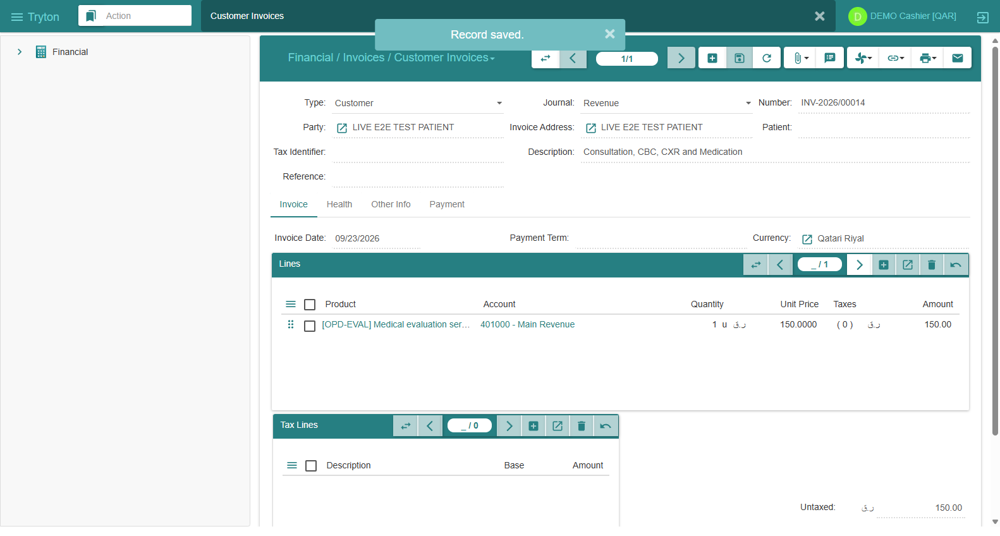 Tryton
Action
Customer Invoices
D
DEMO Cashier [QAR]
Record saved.
Financial
Financial / Invoices / Customer Invoices
1/1
Type:
Customer
Journal:
Revenue
Number:
INV-2026/00014
Party:
LIVE E2E TEST PATIENT
Invoice Address:
LIVE E2E TEST PATIENT
Patient:
Tax Identifier:
Description:
Consultation, CBC, CXR and Medication
Reference:
Invoice
Health
Other Info
Payment
Invoice Date:
09/23/2026
Payment Term:
Currency:
Qatari Riyal
Lines
_ / 1
Product
Account
Quantity
Unit Price
Taxes
Amount
[OPD-EVAL] Medical evaluation ser...
401000 - Main Revenue
1 u
ر.ق
150.0000
( 0 )
ر.ق
150.00
Tax Lines
_ / 0
Description
Base
Amount
Untaxed:
ر.ق
150.00